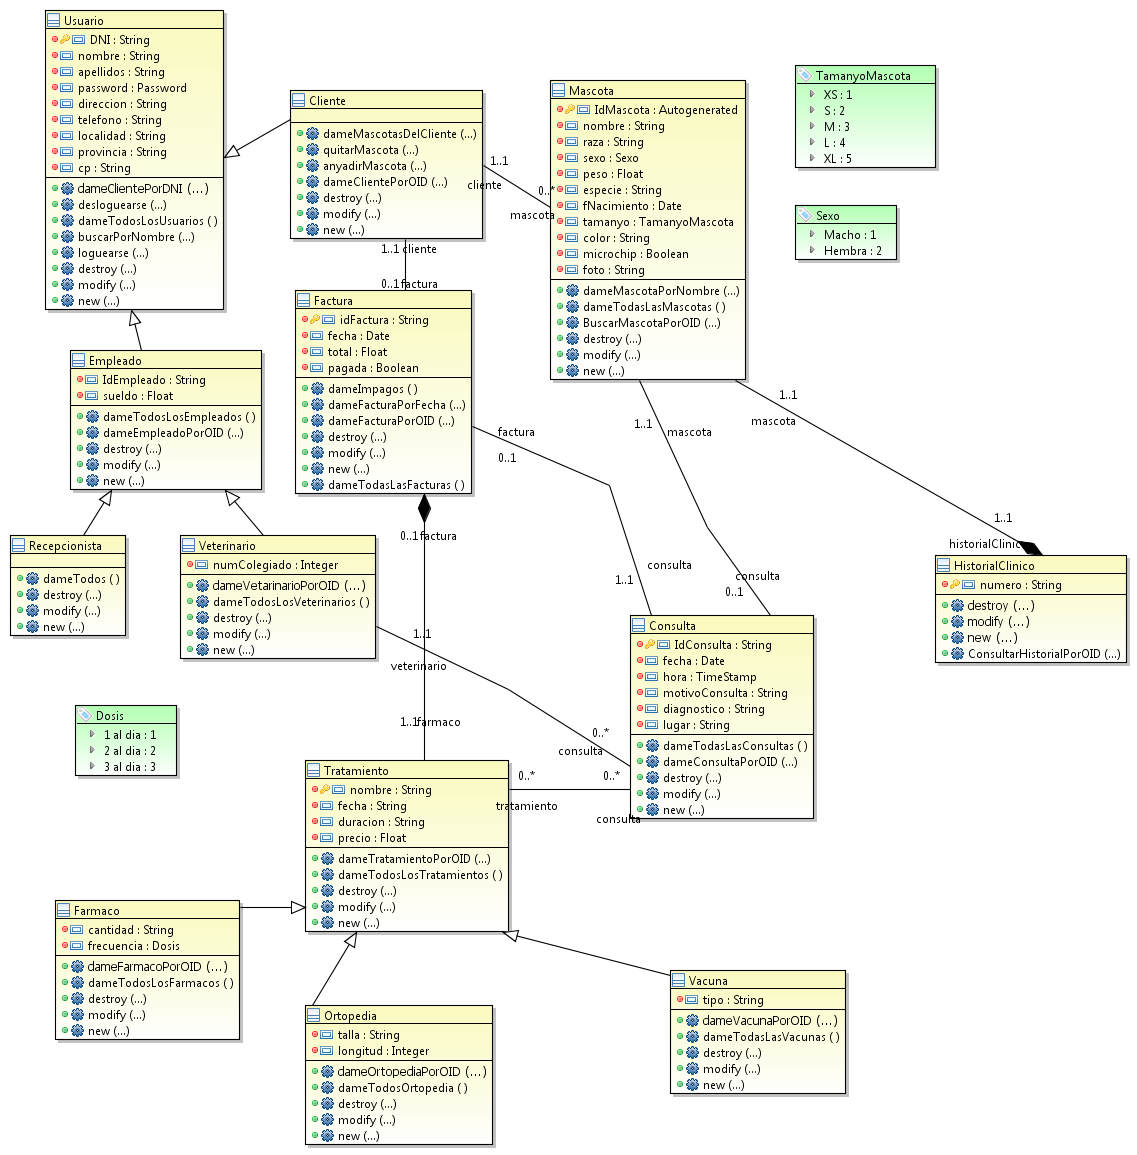 Usuario
DNI : String
nombre : String
apellidos : String
password : Password
direccion : String
telefono : String
localidad : String
provincia : String
cp : String
dameClientePorDNI (...)
desloguearse (...)
dameTodosLosUsuarios ( )
buscarPorNombre (...)
loguearse (...)
destroy (...)
modify (...)
new (...)
Cliente
dameMascotasDelCliente (...)
quitarMascota (...)
anyadirMascota (...)
dameClientePorOID (...)
destroy (...)
modify (...)
new (...)
1..1
cliente
0..*
mascota
Mascota
IdMascota : Autogenerated
nombre : String
raza : String
sexo : Sexo
peso : Float
especie : String
fNacimiento : Date
tamanyo : TamanyoMascota
color : String
microchip : Boolean
foto : String
dameMascotaPorNombre (...)
dameTodasLasMascotas ( )
BuscarMascotaPorOID (...)
destroy (...)
modify (...)
new (...)
TamanyoMascota
XS : 1
S : 2
M : 3
L : 4
XL : 5
Sexo
Macho : 1
Hembra : 2
1..1 cliente
0..1 factura
Factura
idFactura : String
fecha : Date
total : Float
pagada : Boolean
dameImpagos ( )
dameFacturaPorFecha (...)
dameFacturaPorOID (...)
destroy (...)
modify (...)
new (...)
dameTodasLasFacturas ( )
Empleado
IdEmpleado : String
sueldo : Float
dameTodosLosEmpleados ( )
dameEmpleadoPorOID (...)
destroy (...)
modify (...)
new (...)
factura
0..1
consulta
1..1
1..1
mascota
consulta
0..1
1..1
mascota
1..1
historialClinic
Recepcionista
dameTodos ( )
destroy (...)
modify (...)
new (...)
Veterinario
numColegiado : Integer
dameVetarinarioPorOID (...)
dameTodosLosVeterinarios ( )
destroy (...)
modify (...)
new (...)
0..1 factura
1..1 farmaco
1..1
veterinario
0..*
consulta
HistorialClinico
numero : String
destroy (...)
modify (...)
new (...)
ConsultarHistorialPorOID (...)
Consulta
IdConsulta : String
fecha : Date
hora : TimeStamp
motivoConsulta : String
diagnostico : String
lugar : String
dameTodasLasConsultas ( )
dameConsultaPorOID (...)
destroy (...)
modify (...)
new (...)
Dosis
1 al dia : 1
2 al dia : 2
3 al dia : 3
0..*
tratamiento
0..*
consulta
Tratamiento
nombre : String
fecha : String
duracion : String
precio : Float
dameTratamientoPorOID (...)
dameTodosLosTratamientos ( )
destroy (...)
modify (...)
new (...)
Farmaco
cantidad : String
frecuencia : Dosis
dameFarmacoPorOID (...)
dameTodosLosFarmacos ( )
destroy (...)
modify (...)
new (...)
Ortopedia
talla : String
longitud : Integer
dameOrtopediaPorOID (...)
dameTodosOrtopedia ( )
destroy (...)
modify (...)
new (...)
Vacuna
tipo : String
dameVacunaPorOID (...)
dameTodasLasVacunas ( )
destroy (...)
modify (...)
new (...)